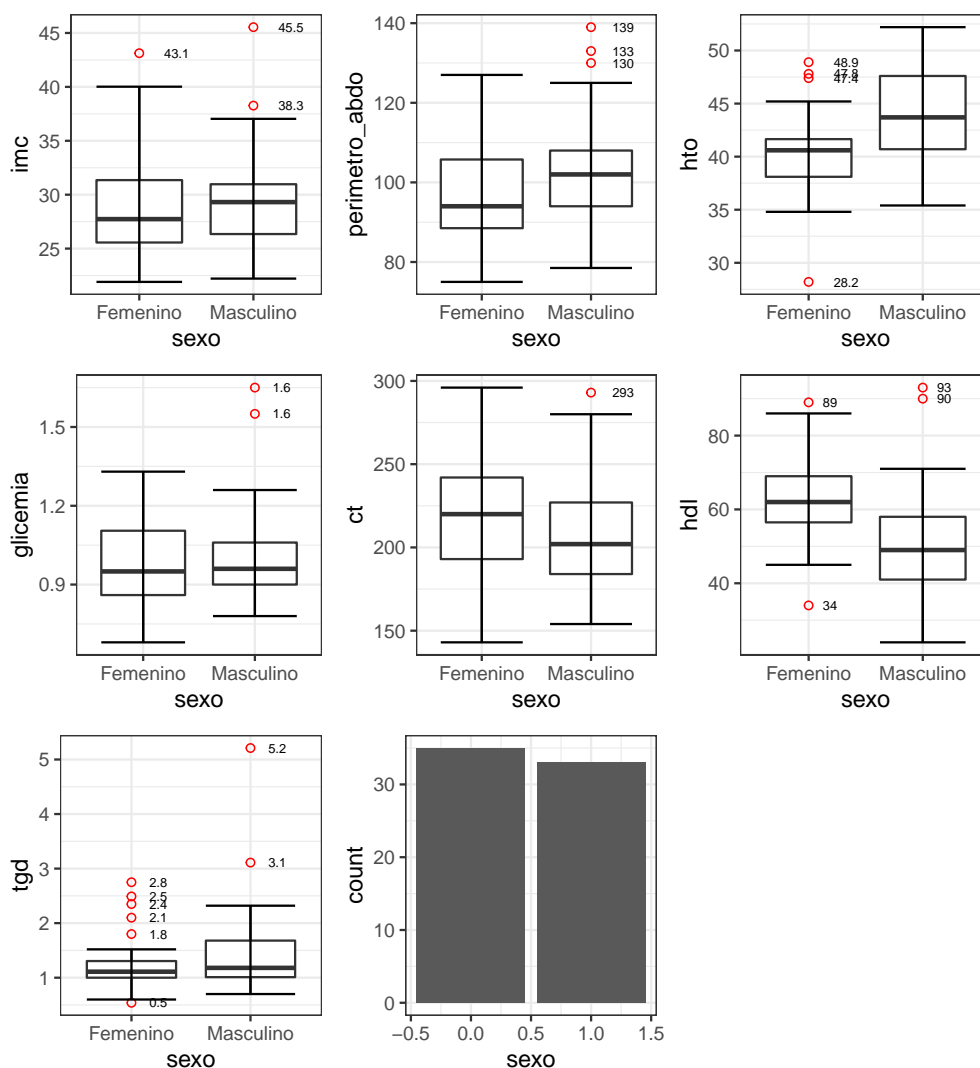 imc
45
40
35
30
25
43.1
45.5
38.3
Femenino Masculino
sexo
perimetro_abdo
140
120
100
80
139
133
130
Femenino Masculino
sexo
hto
50
45
40
35
30
48.9
47.8
47.4
28.2
Femenino Masculino
sexo
glicemia
1.5
1.2
0.9
1.6
1.6
Femenino Masculino
sexo
ct
300
250
200
150
293
Femenino Masculino
sexo
hdl
80
60
40
89
34
93
90
Femenino Masculino
sexo
tgd
5
4
3
2
1
2.8
2.5
2.4
2.1
1.8
0.5
5.2
3.1
Femenino Masculino
sexo
count
30
20
10
0
−0.5 0.0 0.5 1.0 1.5
sexo